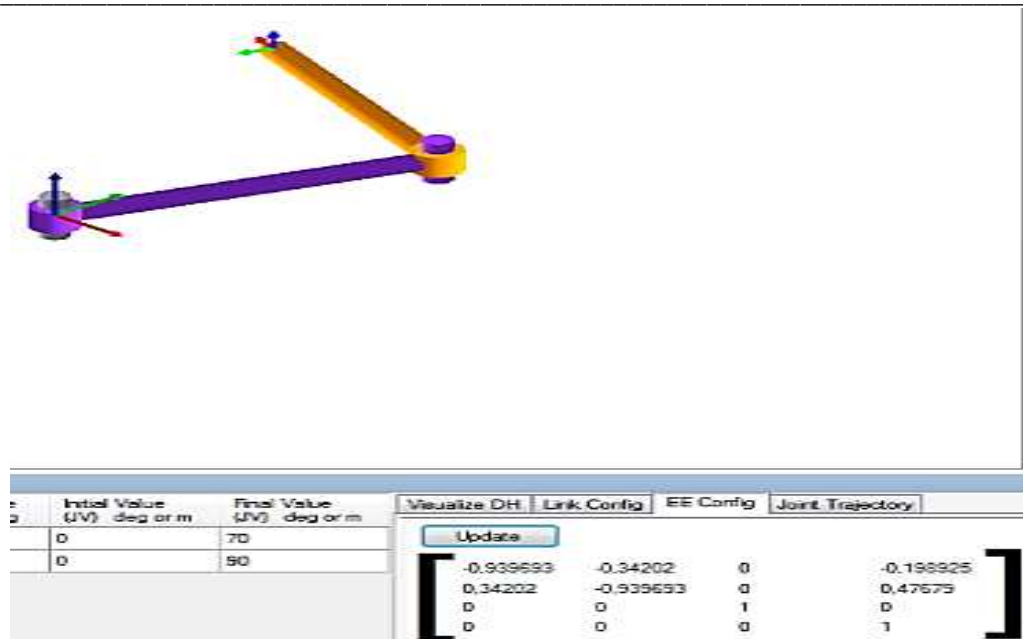 Initial Value Final Value Visualize DH Link Config EE Config Joint Trajectory
(JV) deg or m (JV) deg or m
0 70 Update
0 90
-0.939693 -0.34202 0 -0.198925
0,34202 -0,939693 0 0,47679
0 0 1 0
0 0 0 1